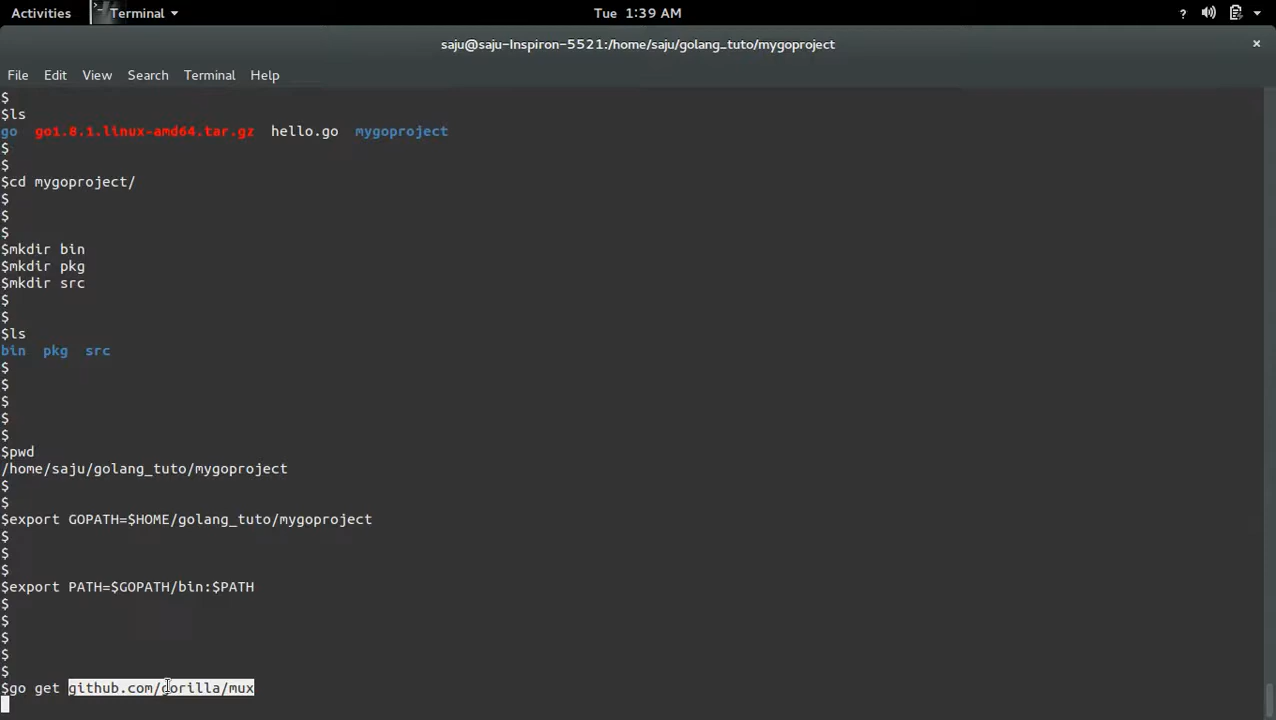 Activities Terminal Tue 1:39 AM ?
saju@saju-Inspiron-5521:/home/saju/golang_tuto/mygoproject ×
File Edit View Search Terminal Help
$
$ls
go go1.8.1.linux-amd64.tar.gz hello.go mygoproject
$
$
$cd mygoproject/
$
$
$
$mkdir bin
$mkdir pkg
$mkdir src
$
$
$ls
bin pkg src
$
$
$
$
$
$pwd
/home/saju/golang_tuto/mygoproject
$
$
$export GOPATH=$HOME/golang_tuto/mygoproject
$
$
$
$export PATH=$GOPATH/bin:$PATH
$
$
$
$
$
$go get github.com/gorilla/mux